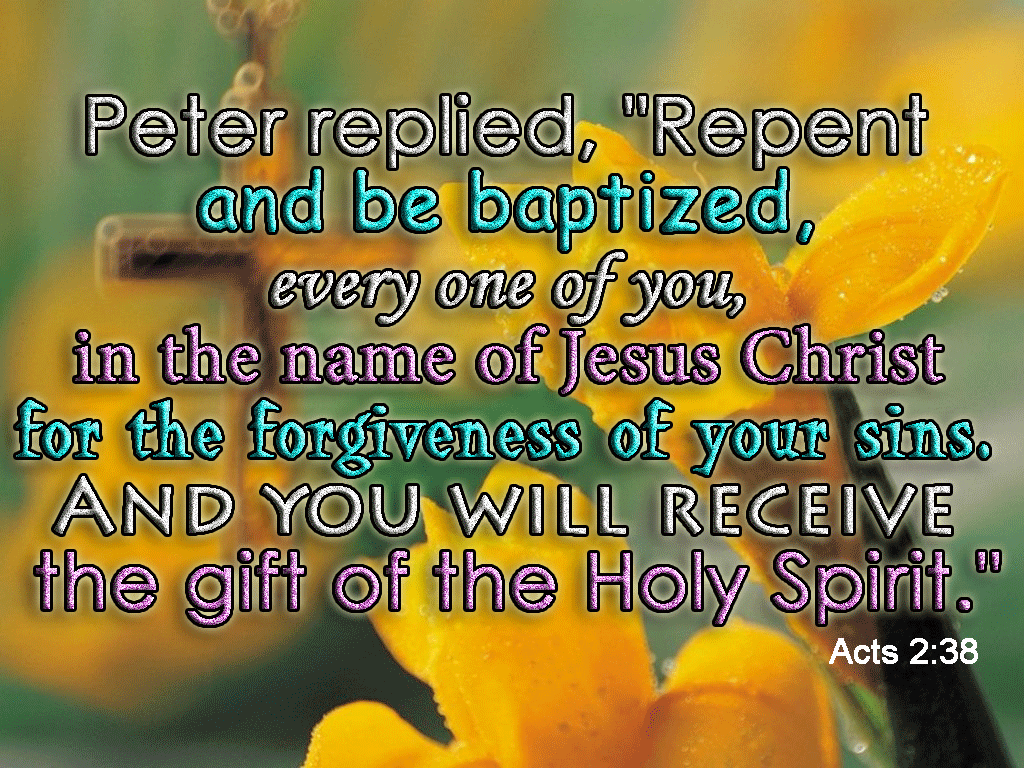 Peter replied, "Repent
and be baptized,
every one of you,
in the name of Jesus Christ
for the forgiveness of your sins.
AND YOU WILL RECEIVE
the gift of the Holy Spirit."
Acts 2:38